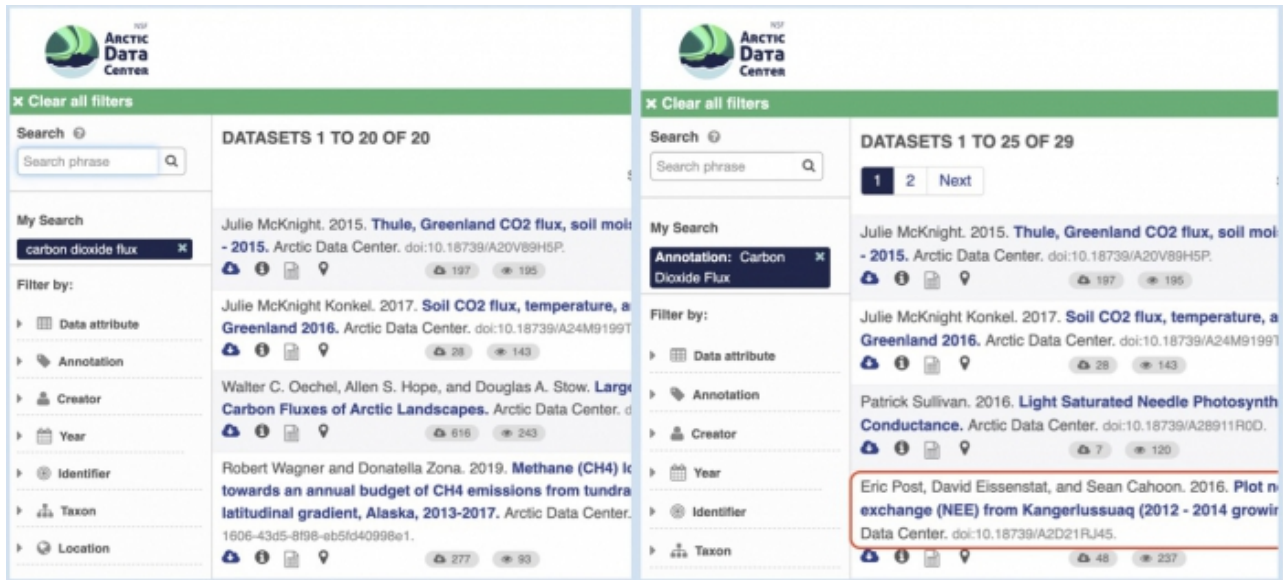 NSF
ARCTIC
DATA
CENTER
× Clear all filters
Search
Search phrase
My Search
carbon dioxide flux ×
Filter by:
Data attribute
Annotation
Creator
Year
Identifier
Taxon
Location
DATASETS 1 TO 20 OF 20
Julie McKnight. 2015. Thule, Greenland CO2 flux, soil mois
- 2015. Arctic Data Center. doi:10.18739/A20V89H5P.
197 195
Julie McKnight Konkel. 2017. Soil CO2 flux, temperature, a
Greenland 2016. Arctic Data Center. doi:10.18739/A24M9199T
28 143
Walter C. Oechel, Allen S. Hope, and Douglas A. Stow. Large
Carbon Fluxes of Arctic Landscapes. Arctic Data Center. d
616 243
Robert Wagner and Donatella Zona. 2019. Methane (CH4) lo
towards an annual budget of CH4 emissions from tundra
latitudinal gradient, Alaska, 2013-2017. Arctic Data Center.
1606-43d5-8f98-eb5fd40998e1.
277 93
NSF
ARCTIC
DATA
CENTER
× Clear all filters
Search
Search phrase
My Search
Annotation: Carbon ×
Dioxide Flux
Filter by:
Data attribute
Annotation
Creator
Year
Identifier
Taxon
DATASETS 1 TO 25 OF 29
1 2 Next
Julie McKnight. 2015. Thule, Greenland CO2 flux, soil moi
- 2015. Arctic Data Center. doi:10.18739/A20V89H5P.
197 195
Julie McKnight Konkel. 2017. Soil CO2 flux, temperature, a
Greenland 2016. Arctic Data Center. doi:10.18739/A24M9199T
28 143
Patrick Sullivan. 2016. Light Saturated Needle Photosynth
Conductance. Arctic Data Center. doi:10.18739/A28911R0D.
7 120
Eric Post, David Eissenstat, and Sean Cahoon. 2016. Plot n
exchange (NEE) from Kangerlussuaq (2012 - 2014 growin
Data Center. doi:10.18739/A2D21RJ45.
48 237